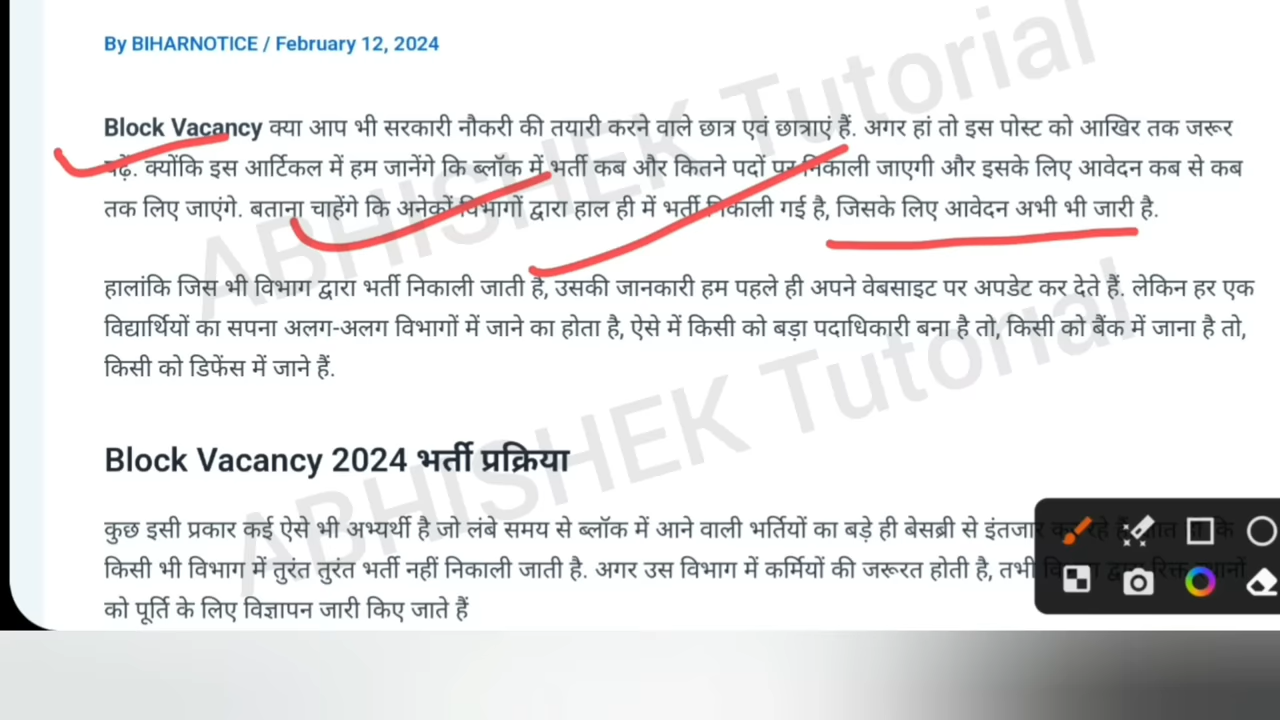 By BIHARNOTICE / February 12, 2024
Block Vacancy क्या आप भी सरकारी नौकरी की तयारी करने वाले छात्र एवं छात्राएं हैं. अगर हां तो इस पोस्ट को आखिर तक जरूर
पढ़ें. क्योंकि इस आर्टिकल में हम जानेंगे कि ब्लॉक में भर्ती कब और कितने पदों पर निकाली जाएगी और इसके लिए आवेदन कब से कब
तक लिए जाएंगे. बताना चाहेंगे कि अनेकों विभागों द्वारा हाल ही में भर्ती निकाली गई है, जिसके लिए आवेदन अभी भी जारी है.
हालांकि जिस भी विभाग द्वारा भर्ती निकाली जाती है, उसकी जानकारी हम पहले ही अपने वेबसाइट पर अपडेट कर देते हैं. लेकिन हर एक
विद्यार्थियों का सपना अलग-अलग विभागों में जाने का होता है, ऐसे में किसी को बड़ा पदाधिकारी बना है तो, किसी को बैंक में जाना है तो,
किसी को डिफेंस में जाने हैं.
Block Vacancy 2024 भर्ती प्रक्रिया
कुछ इसी प्रकार कई ऐसे भी अभ्यर्थी है जो लंबे समय से ब्लॉक में आने वाली भर्तियों का बड़े ही बेसब्री से इंतजार कर रहे हैं
किसी भी विभाग में तुरंत तुरंत भर्ती नहीं निकाली जाती है. अगर उस विभाग में कर्मियों की जरूरत होती है, तभी विभाग द्वारा रिक्त
को पूर्ति के लिए विज्ञापन जारी किए जाते हैं
ABHISHEK Tutorial
ABHISHEK Tutorial